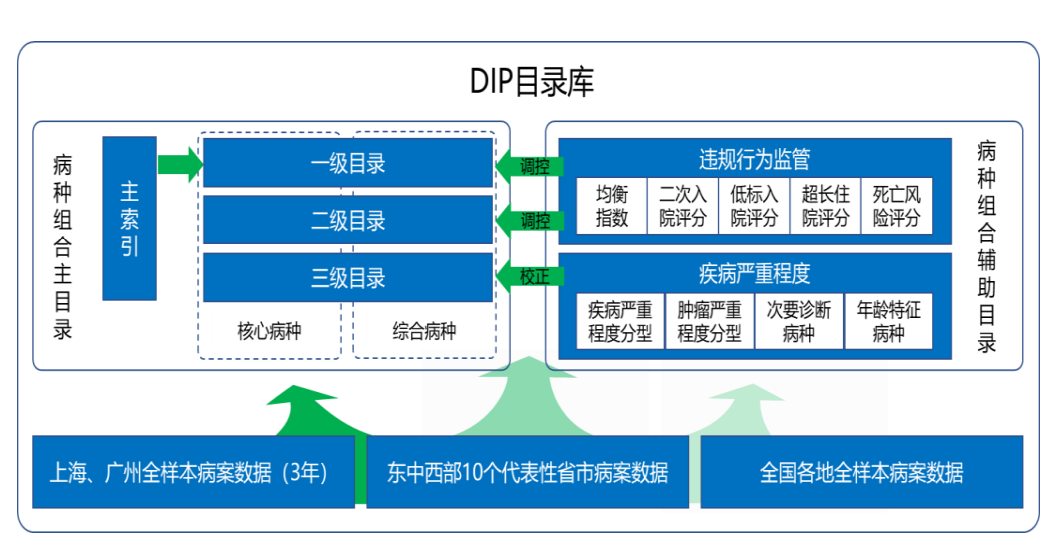 DIP目录库
病种组合主目录
主索引
一级目录
二级目录
三级目录
核心病种
综合病种
调控
调控
校正
违规行为监管
均衡
指数
二次入
院评分
低标入
院评分
超长住
院评分
死亡风
险评分
疾病严重程度
疾病严重
程度分型
肿瘤严重
程度分型
次要诊断
病种
年龄特征
病种
病种组合辅助目录
上海、广州全样本病案数据（3年）
东中西部10个代表性省市病案数据
全国各地全样本病案数据